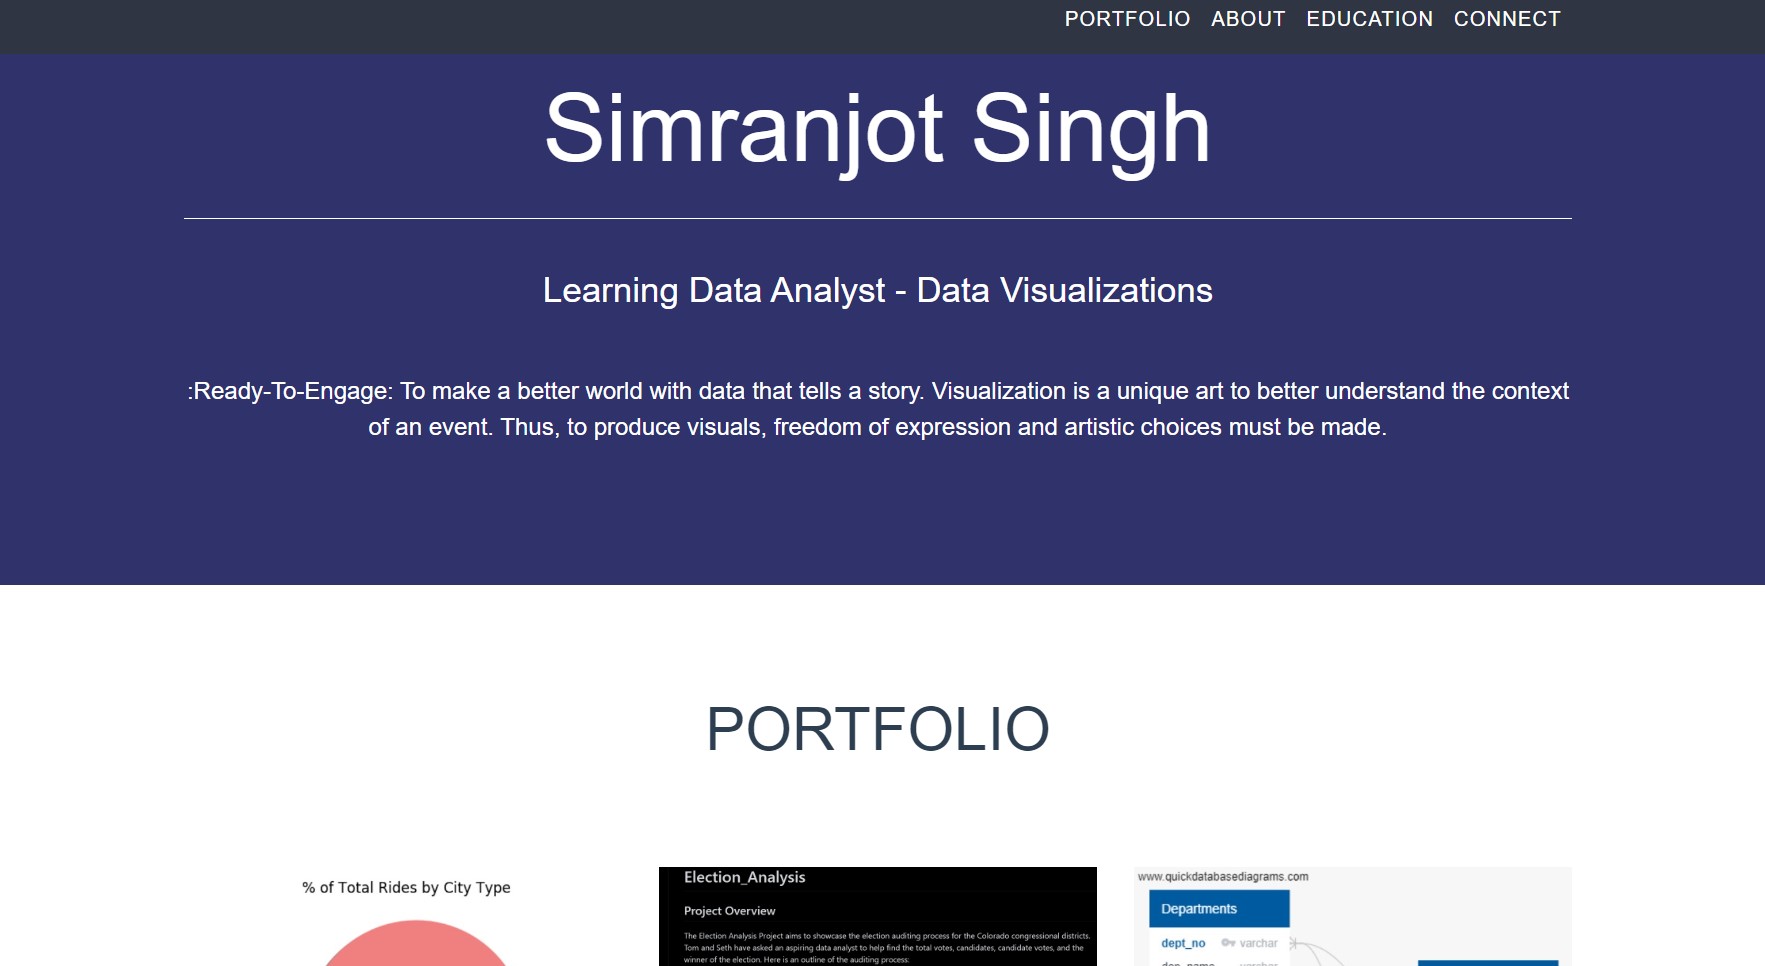 PORTFOLIO ABOUT EDUCATION CONNECT
Simranjot Singh
Learning Data Analyst - Data Visualizations
:Ready-To-Engage: To make a better world with data that tells a story. Visualization is a unique art to better understand the context
of an event. Thus, to produce visuals, freedom of expression and artistic choices must be made.
PORTFOLIO
% of Total Rides by City Type
Election_Analysis
Project Overview
The Election Analysis Project aims to showcase the election auditing process for the Colorado congressional districts.
Tom and Seth have asked an aspiring data analyst to help find the total votes, candidates, candidate votes, and the
winner of the election. Here is an outline of the auditing process:
www.quickdatabasediagrams.com
Departments
dept_no varchar